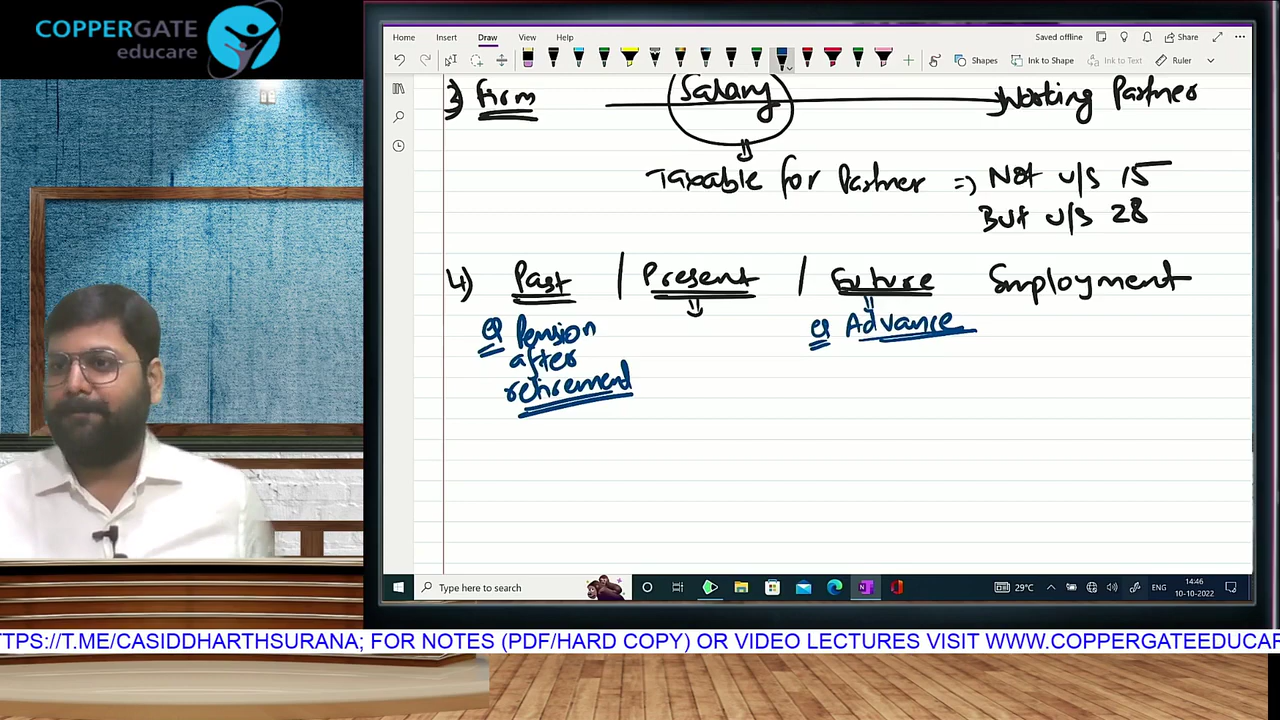 COPPERGATE
educare
Home Insert Draw View Help
Saved offline
Share
Shapes
Ink to Shape
Ink to Text
Ruler
3) Firm Salary Working Partner
Taxable for Partner => Not u/s 15
But u/s 28
4) Past | Present | Future Employment
eg Pension
after
retirement
eg Advance
Type here to search
29°C
ENG
14:46
10-10-2022
TTPS://T.ME/CASIDDHARTHSURANA; FOR NOTES (PDF/HARD COPY) OR VIDEO LECTURES VISIT WWW.COPPERGATEEDUCAR